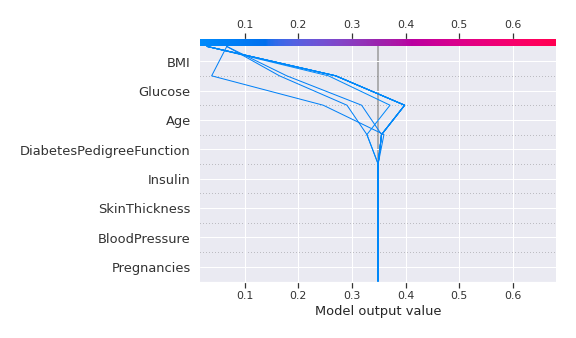 0.1 0.2 0.3 0.4 0.5 0.6
BMI
Glucose
Age
DiabetesPedigreeFunction
Insulin
SkinThickness
BloodPressure
Pregnancies
0.1 0.2 0.3 0.4 0.5 0.6
Model output value